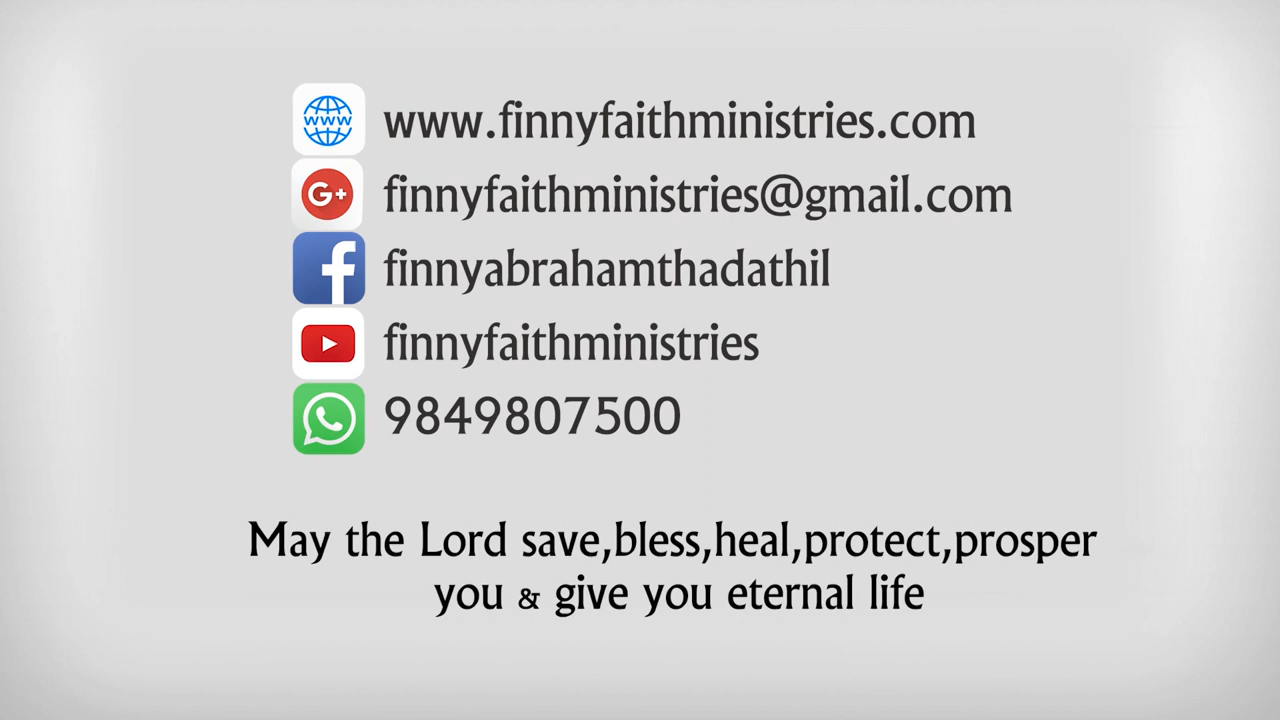 www.finnyfaithministries.com
finnyfaithministries@gmail.com
finnyabrahamthadathil
finnyfaithministries
9849807500
May the Lord save,bless,heal,protect,prosper
you & give you eternal life